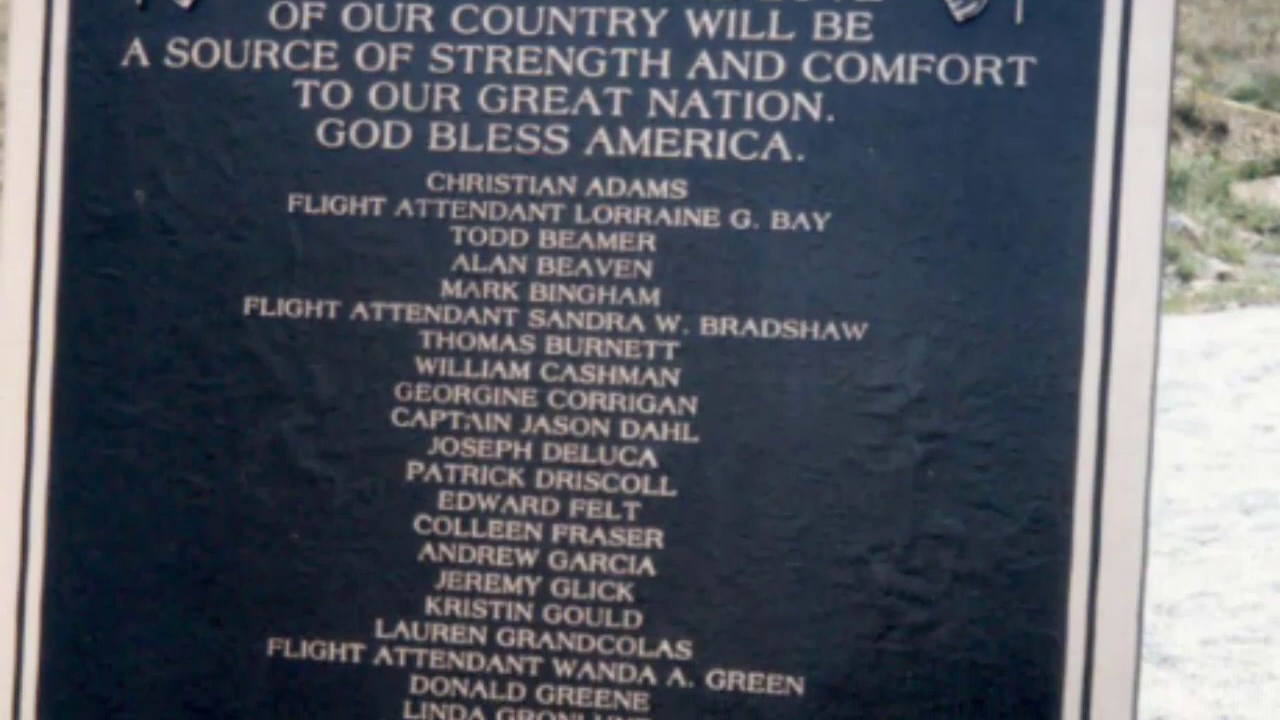 OF OUR COUNTRY WILL BE
A SOURCE OF STRENGTH AND COMFORT
TO OUR GREAT NATION.
GOD BLESS AMERICA.
CHRISTIAN ADAMS
FLIGHT ATTENDANT LORRAINE G. BAY
TODD BEAMER
ALAN BEAVEN
MARK BINGHAM
FLIGHT ATTENDANT SANDRA W. BRADSHAW
THOMAS BURNETT
WILLIAM CASHMAN
GEORGINE CORRIGAN
CAPTAIN JASON DAHL
JOSEPH DELUCA
PATRICK DRISCOLL
EDWARD FELT
COLLEEN FRASER
ANDREW GARCIA
JEREMY GLICK
KRISTIN GOULD
LAUREN GRANDCOLAS
FLIGHT ATTENDANT WANDA A. GREEN
DONALD GREENE
LINDA